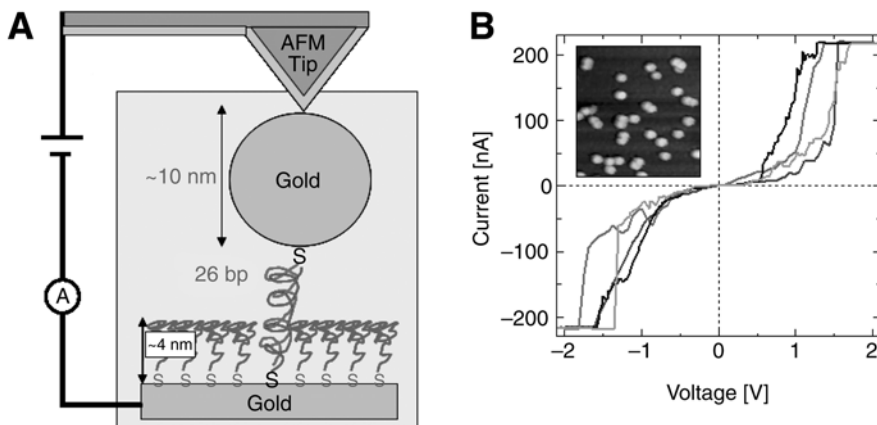 A
AFM
Tip
~10 nm
Gold
S
26 bp
A
~4 nm
S S S S S S S S S
Gold
B
200
100
0
−100
−200
Current [nA]
−2 −1 0 1 2
Voltage [V]